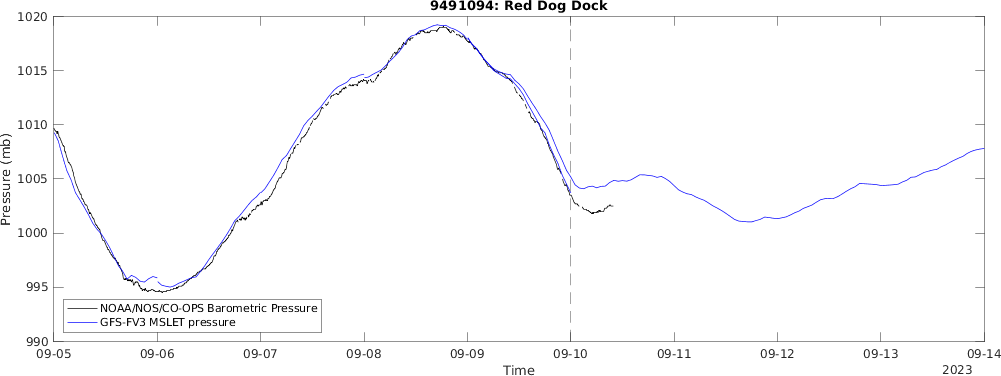 9491094: Red Dog Dock
Pressure (mb)
1020
1015
1010
1005
1000
995
990
NOAA/NOS/CO-OPS Barometric Pressure
GFS-FV3 MSLET pressure
09-05 09-06 09-07 09-08 09-09 09-10 09-11 09-12 09-13 09-14
Time
2023